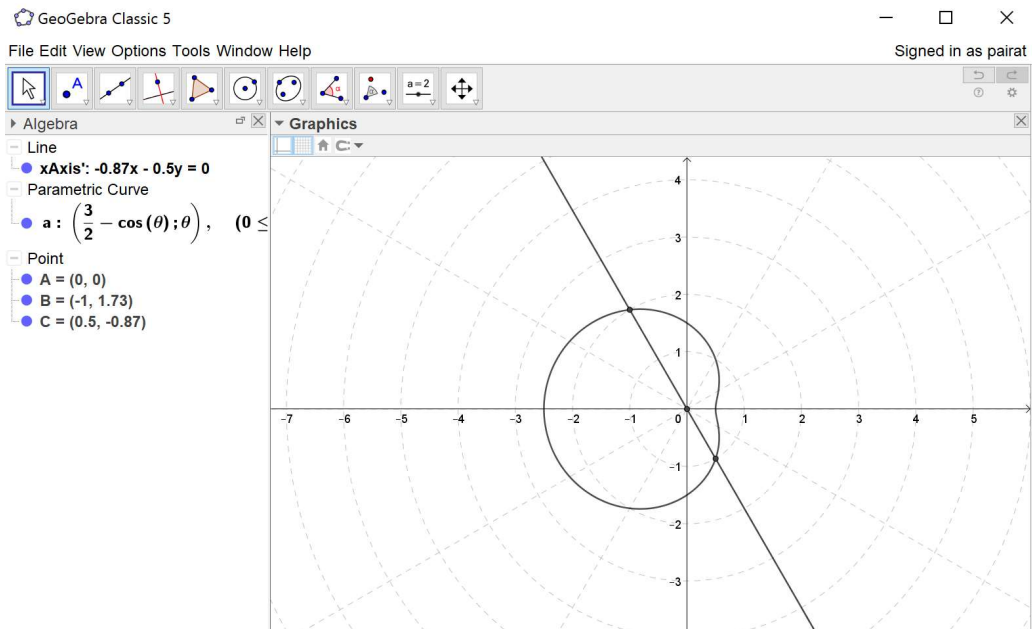 GeoGebra Classic 5
File Edit View Options Tools Window Help
Signed in as pairat
A
α
a=2
Algebra
Graphics
Line
xAxis': -0.87x - 0.5y = 0
Parametric Curve
a : (3/2 − cos (θ) ; θ) , (0 ≤
Point
A = (0, 0)
B = (-1, 1.73)
C = (0.5, -0.87)
4
3
2
1
−7 −6 −5 −4 −3 −2 −1 0 1 2 3 4 5
−1
−2
−3